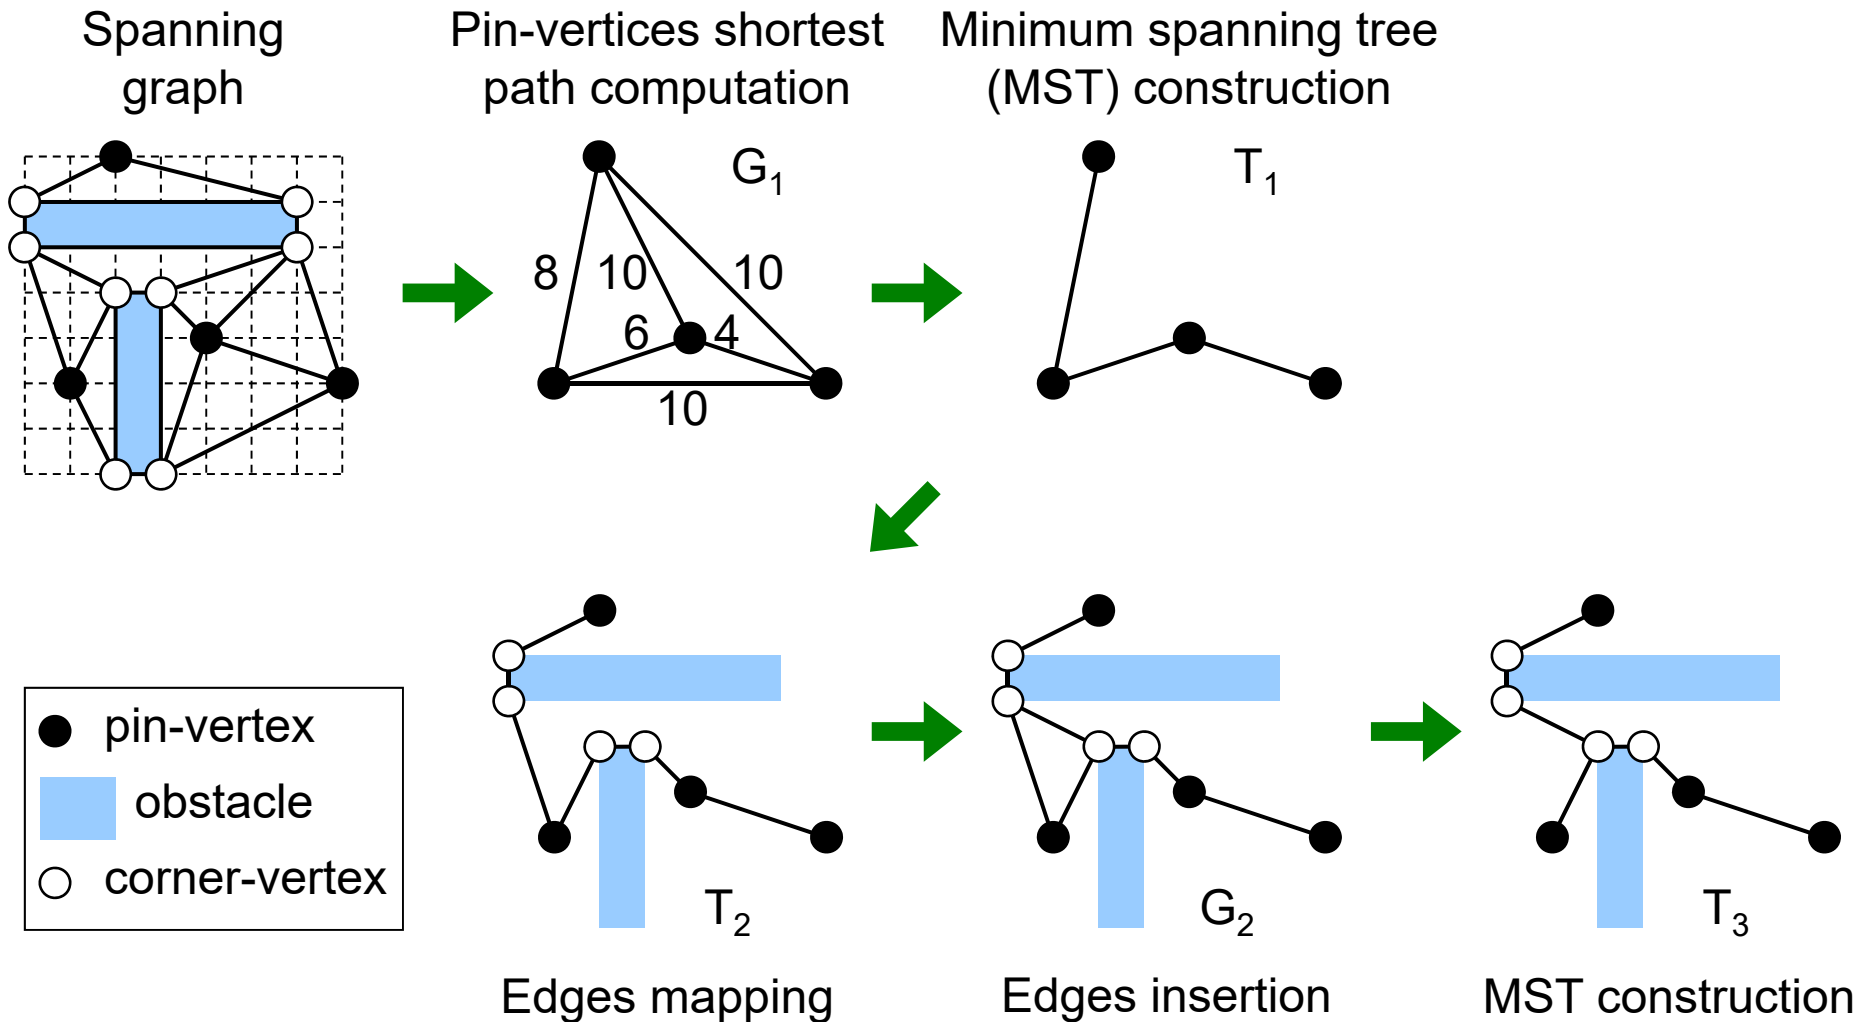 Spanning
graph
Pin-vertices shortest
path computation
Minimum spanning tree
(MST) construction
G1
8
10
10
6
4
10
T1
pin-vertex
obstacle
corner-vertex
T2
G2
T3
Edges mapping
Edges insertion
MST construction